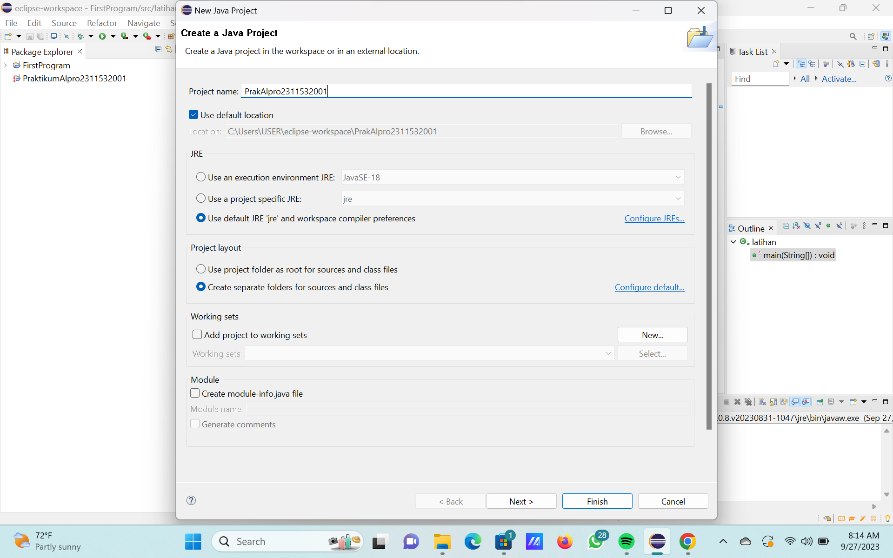 eclipse-workspace - FirstProgram/src/latihan
New Java Project
File Edit Source Refactor Navigate S
Create a Java Project
Create a Java project in the workspace or in an external location.
Package Explorer
FirstProgram
PraktikumAlpro2311532001
Task List
Find
All
Activate...
Project name: PrakAlpro2311532001
Use default location
Location: C:\Users\USER\eclipse-workspace\PrakAlpro2311532001
Browse...
JRE
Use an execution environment JRE: JavaSE-18
Use a project specific JRE: jre
Use default JRE 'jre' and workspace compiler preferences
Configure JREs...
Outline
latihan
main(String[]) : void
Project layout
Use project folder as root for sources and class files
Create separate folders for sources and class files
Configure default...
Working sets
Add project to working sets
New...
Working sets
Select...
Module
Create module-info.java file
Module name
Generate comments
0.8.v20230831-1047\jre\bin\javaw.exe (Sep 27,
< Back
Next >
Finish
Cancel
72°F
Partly sunny
Search
1
28
8:14 AM
9/27/2023